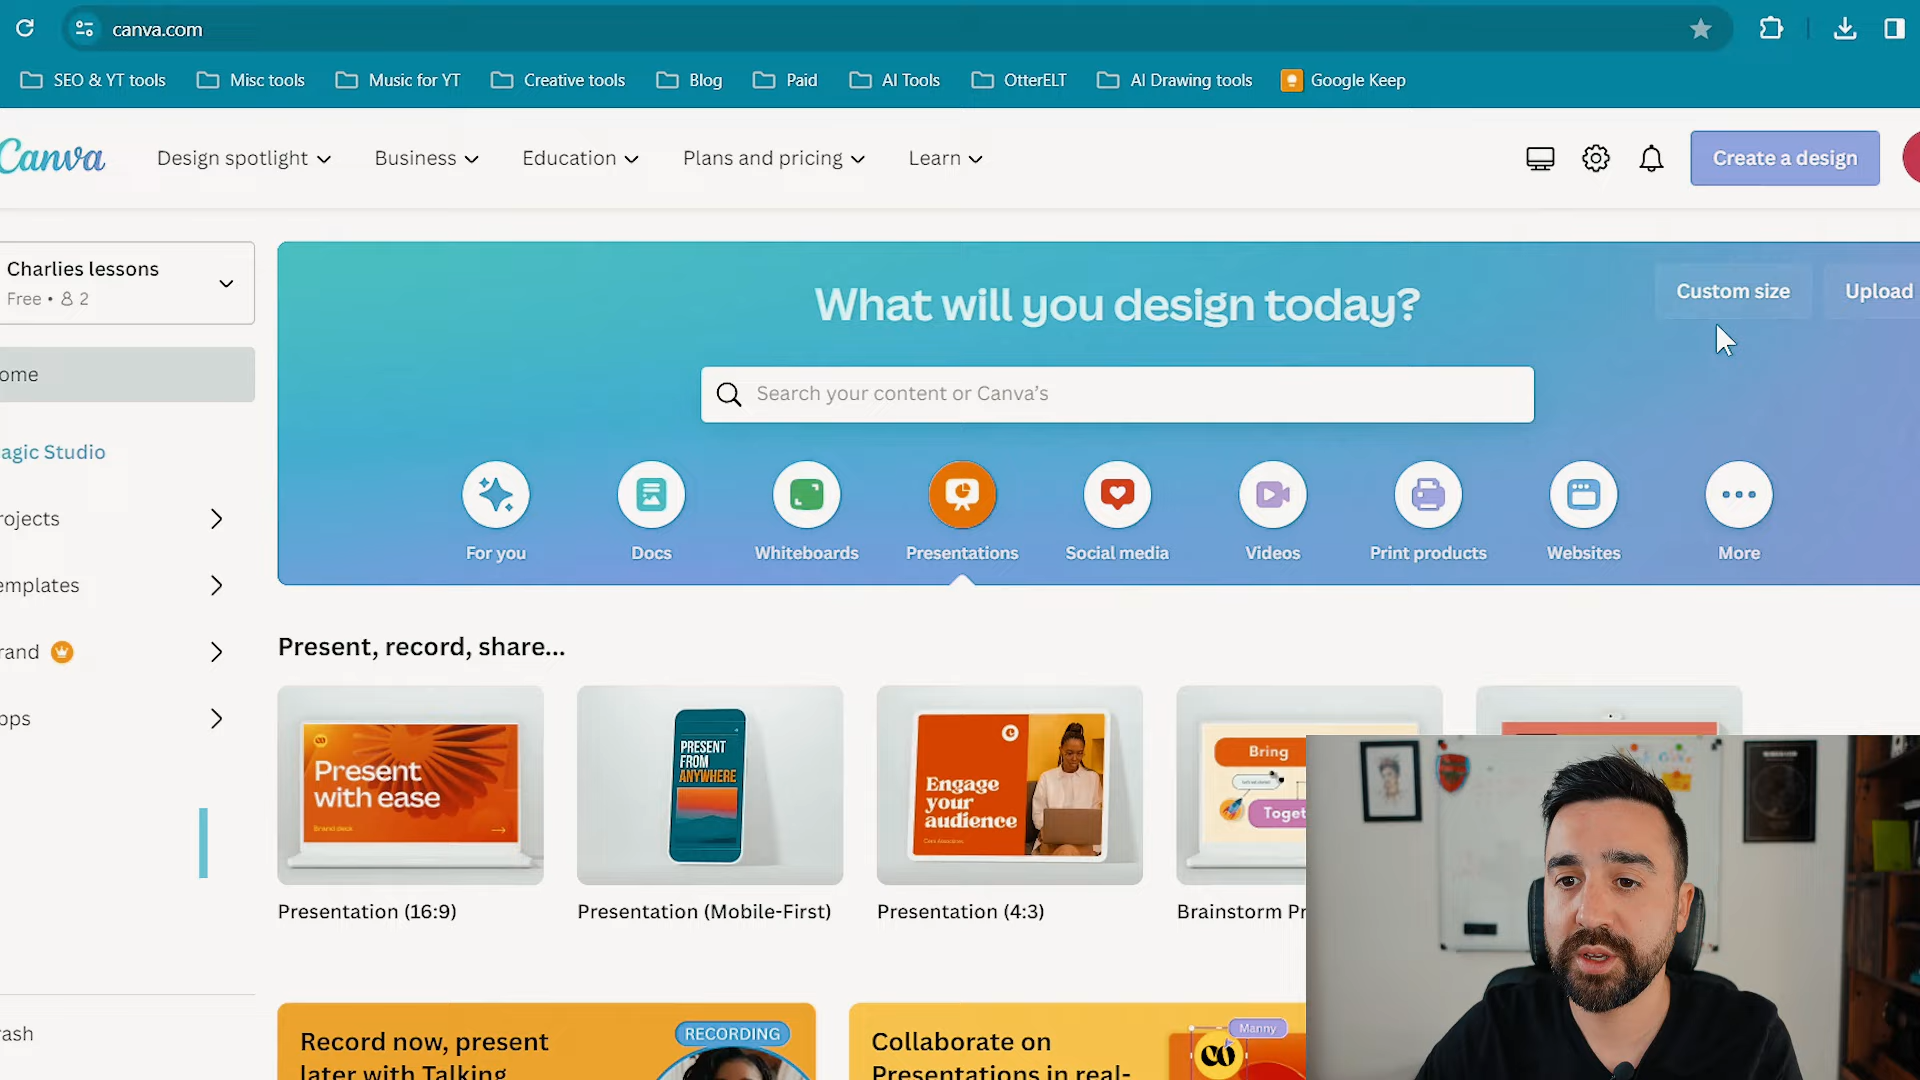 canva.com
SEO & YT tools
Misc tools
Music for YT
Creative tools
Blog
Paid
AI Tools
OtterELT
AI Drawing tools
Google Keep
Canva
Design spotlight
Business
Education
Plans and pricing
Learn
Create a design
Charlies lessons
Free • 2
ome
agic Studio
rojects
emplates
rand
pps
ash
What will you design today?
Custom size
Upload
Search your content or Canva's
For you
Docs
Whiteboards
Presentations
Social media
Videos
Print products
Websites
More
Present, record, share...
Present
with ease
Brand deck
PRESENT
FROM
ANYWHERE
Engage
your
audience
Bring
Toget
Presentation (16:9)
Presentation (Mobile-First)
Presentation (4:3)
Brainstorm Pr
Record now, present
later with Talking
RECORDING
Collaborate on
Presentations in real-
Manny